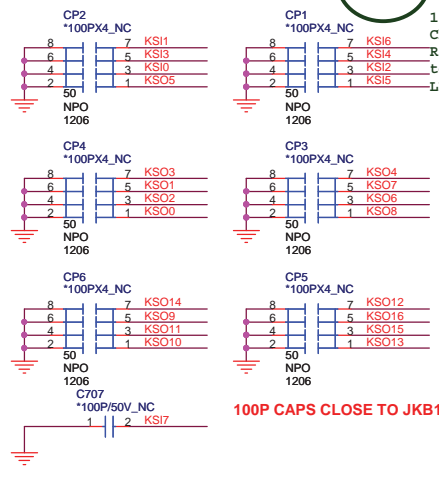 CP2
*100PX4_NC
8 7 KSI1
6 5 KSI3
4 3 KSI0
2 1 KSO5
50
NPO
1206
CP1
*100PX4_NC
8 7 KSI6
6 5 KSI4
4 3 KSI2
2 1 KSI5
50
NPO
1206
1
C
R
t
L
CP4
*100PX4_NC
8 7 KSO3
6 5 KSO1
4 3 KSO2
2 1 KSO0
50
NPO
1206
CP3
*100PX4_NC
8 7 KSO4
6 5 KSO7
4 3 KSO6
2 1 KSO8
50
NPO
1206
CP6
*100PX4_NC
8 7 KSO14
6 5 KSO9
4 3 KSO11
2 1 KSO10
50
NPO
1206
CP5
*100PX4_NC
8 7 KSO12
6 5 KSO16
4 3 KSO15
2 1 KSO13
50
NPO
1206
C707
*100P/50V_NC
1 2 KSI7
100P CAPS CLOSE TO JKB1